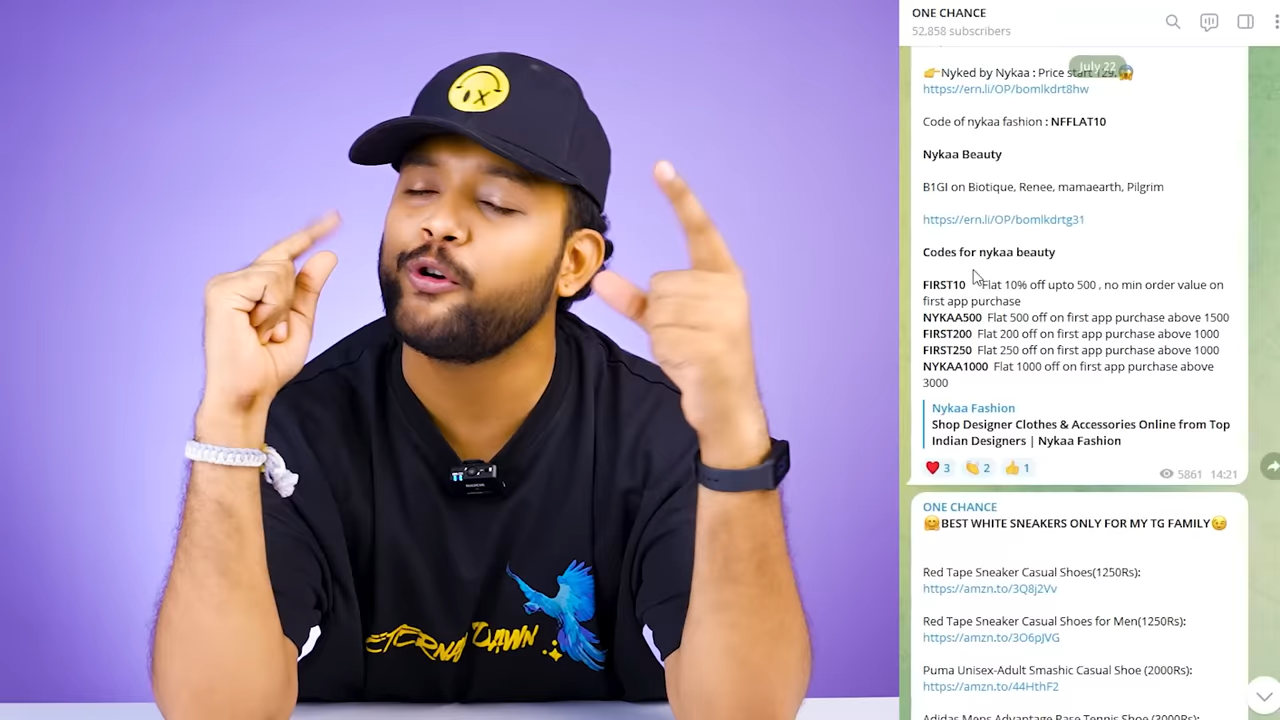 ONE CHANCE
52,858 subscribers
July 22
👉Nyked by Nykaa : Price start 129.😱
https://ern.li/OP/bomlkdrt8hw
Code of nykaa fashion : NFFLAT10
Nykaa Beauty
B1GI on Biotique, Renee, mamaearth, Pilgrim
https://ern.li/OP/bomlkdrtg31
Codes for nykaa beauty
FIRST10 Flat 10% off upto 500 , no min order value on
first app purchase
NYKAA500 Flat 500 off on first app purchase above 1500
FIRST200 Flat 200 off on first app purchase above 1000
FIRST250 Flat 250 off on first app purchase above 1000
NYKAA1000 Flat 1000 off on first app purchase above
3000
Nykaa Fashion
Shop Designer Clothes & Accessories Online from Top
Indian Designers | Nykaa Fashion
❤ 3 👏 2 👍 1 5861 14:21
ONE CHANCE
🤗BEST WHITE SNEAKERS ONLY FOR MY TG FAMILY😏
Red Tape Sneaker Casual Shoes(1250Rs):
https://amzn.to/3Q8j2Vv
Red Tape Sneaker Casual Shoes for Men(1250Rs):
https://amzn.to/3O6pJVG
Puma Unisex-Adult Smashic Casual Shoe (2000Rs):
https://amzn.to/44HthF2
Adidas Mens Advantage Base Tennis Shoe (2000Rs):
ETERNAL DAWN